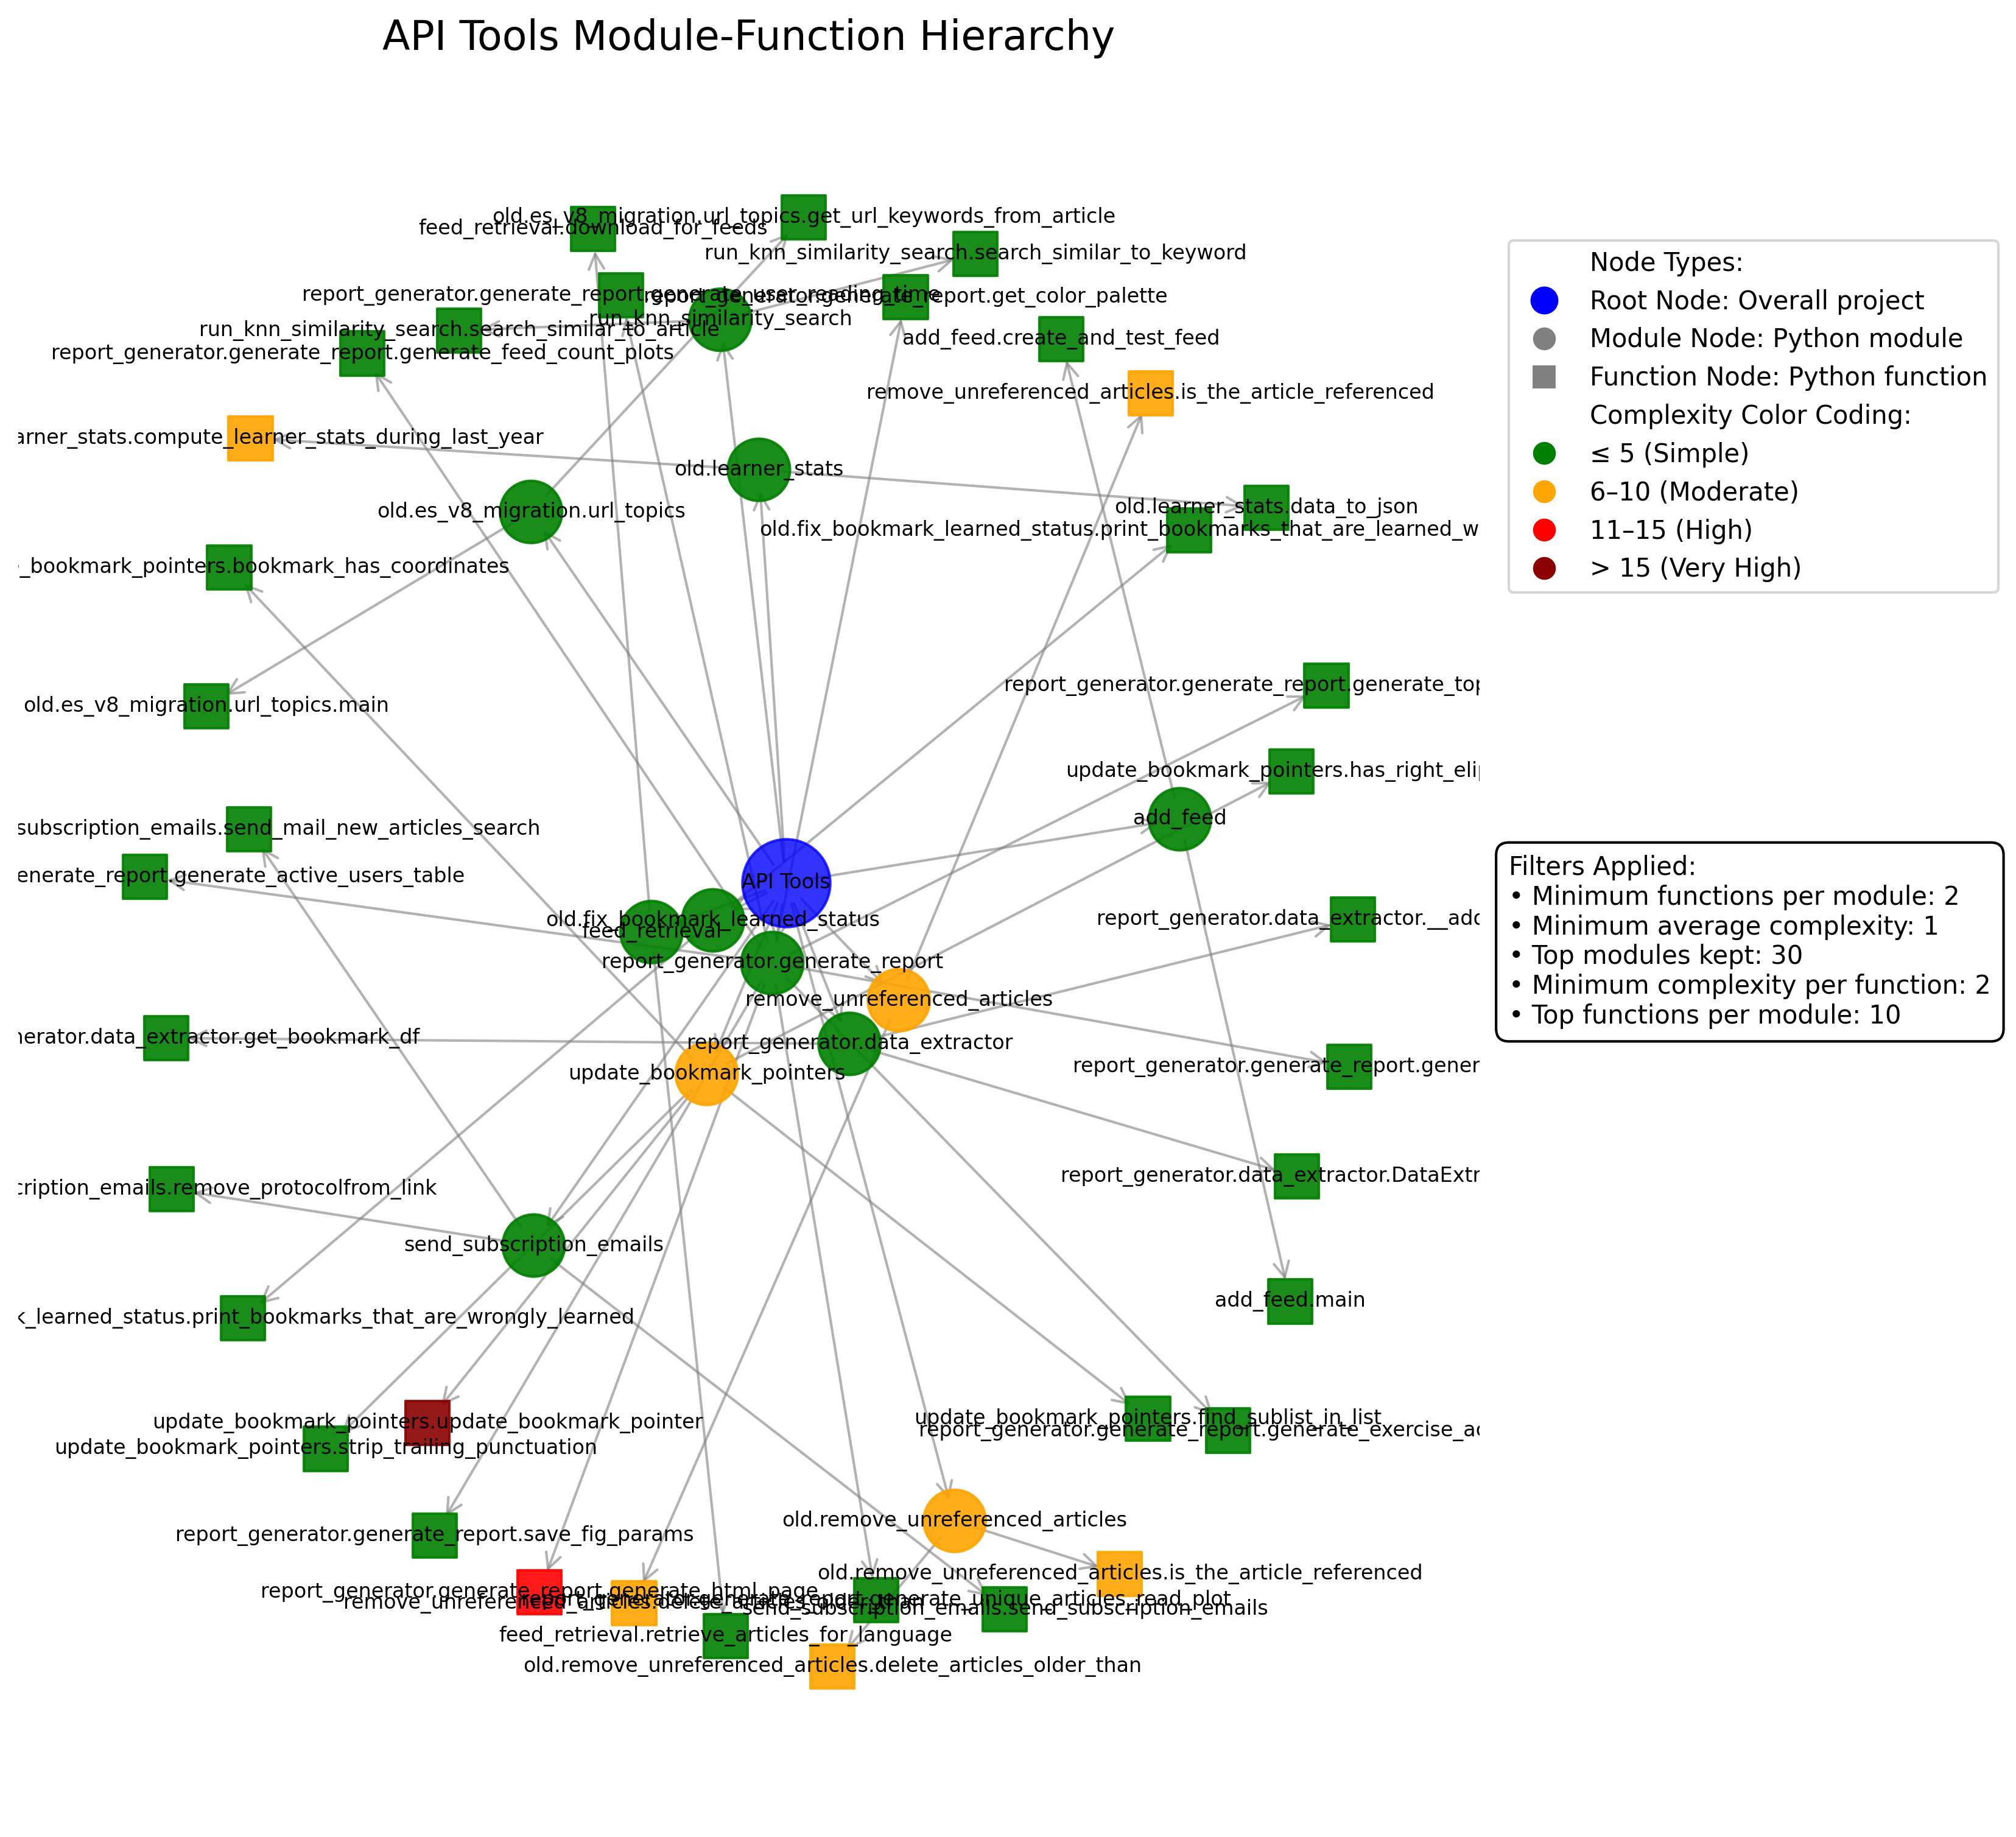 API Tools Module-Function Hierarchy
old.es_v8_migration.url_topics.get_url_keywords_from_article
feed_retrieval.download_for_feeds
run_knn_similarity_search.search_similar_to_keyword
report_generator.generate_report.generate_user_reading_time
report_generator.generate_report.get_color_palette
run_knn_similarity_search
run_knn_similarity_search.search_similar_to_article
add_feed.create_and_test_feed
report_generator.generate_report.generate_feed_count_plots
remove_unreferenced_articles.is_the_article_referenced
arner_stats.compute_learner_stats_during_last_year
old.learner_stats
old.es_v8_migration.url_topics
old.learner_stats.data_to_json
old.fix_bookmark_learned_status.print_bookmarks_that_are_learned_w
_bookmark_pointers.bookmark_has_coordinates
report_generator.generate_report.generate_top
old.es_v8_migration.url_topics.main
update_bookmark_pointers.has_right_elip
add_feed
subscription_emails.send_mail_new_articles_search
enerate_report.generate_active_users_table
API Tools
old.fix_bookmark_learned_status
feed_retrieval
report_generator.data_extractor.__add
report_generator.generate_report
remove_unreferenced_articles
nerator.data_extractor.get_bookmark_df
report_generator.data_extractor
update_bookmark_pointers
report_generator.generate_report.gener
report_generator.data_extractor.DataExtr
cription_emails.remove_protocolfrom_link
send_subscription_emails
add_feed.main
k_learned_status.print_bookmarks_that_are_wrongly_learned
update_bookmark_pointers.find_sublist_in_list
update_bookmark_pointers.update_bookmark_pointer
report_generator.generate_report.generate_exercise_ac
update_bookmark_pointers.strip_trailing_punctuation
old.remove_unreferenced_articles
report_generator.generate_report.save_fig_params
old.remove_unreferenced_articles.is_the_article_referenced
report_generator.generate_report.generate_html_page
remove_unreferenced_articles.delete_articles_older_than
report_generator.generate_report.generate_unique_articles_read_plot
send_subscription_emails.send_subscription_emails
feed_retrieval.retrieve_articles_for_language
old.remove_unreferenced_articles.delete_articles_older_than
Node Types:
Root Node: Overall project
Module Node: Python module
Function Node: Python function
Complexity Color Coding:
≤ 5 (Simple)
6–10 (Moderate)
11–15 (High)
> 15 (Very High)
Filters Applied:
• Minimum functions per module: 2
• Minimum average complexity: 1
• Top modules kept: 30
• Minimum complexity per function: 2
• Top functions per module: 10